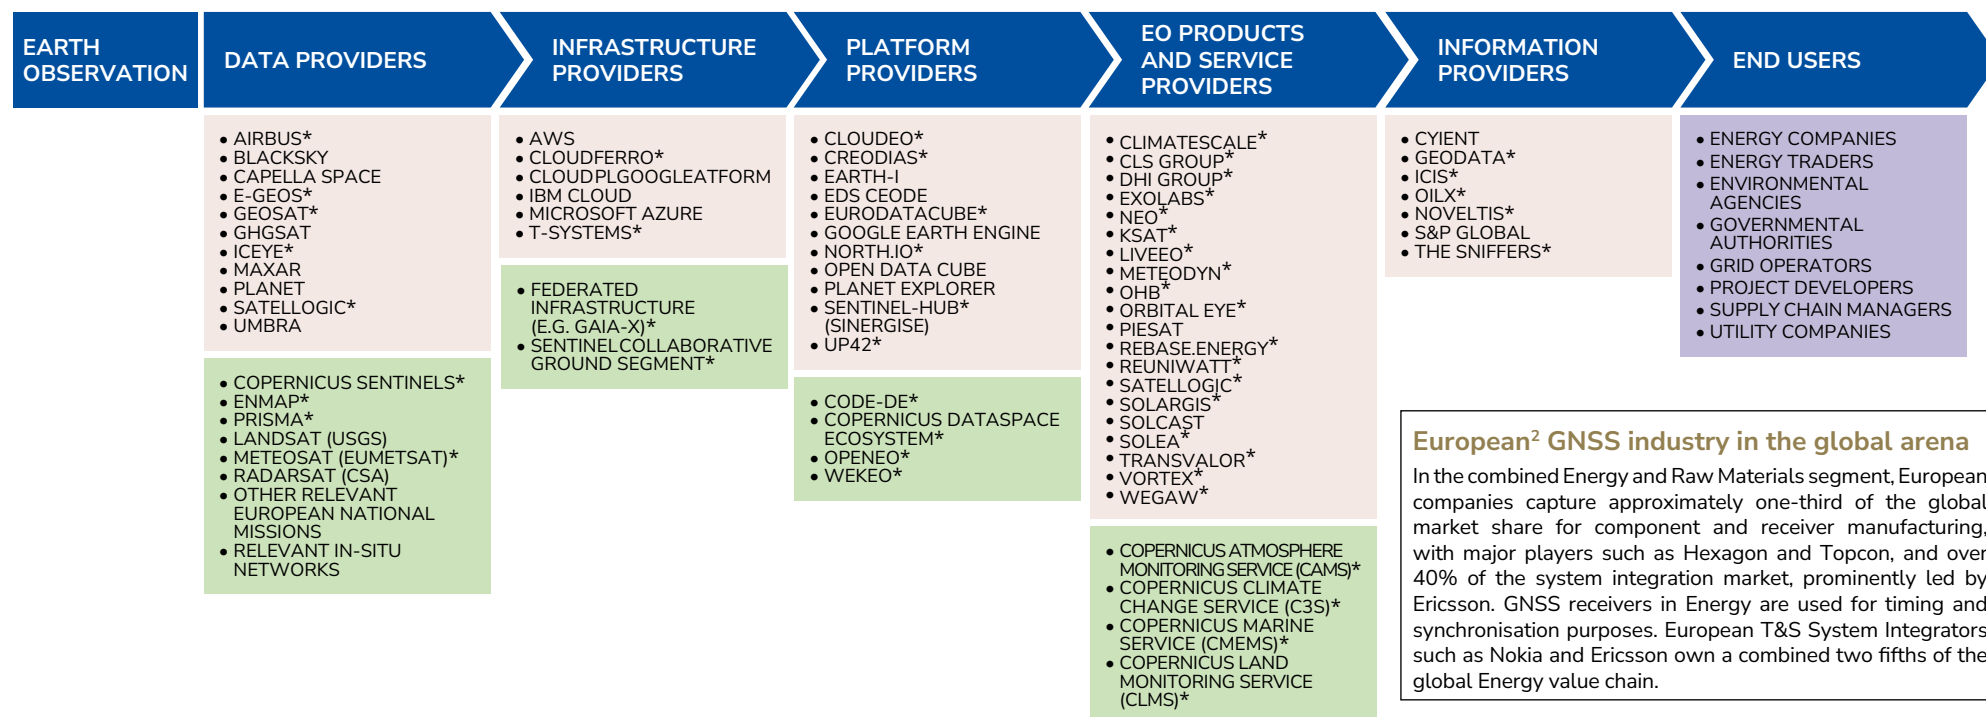 EARTH
OBSERVATION
DATA PROVIDERS
INFRASTRUCTURE
PROVIDERS
PLATFORM
PROVIDERS
EO PRODUCTS
AND SERVICE
PROVIDERS
INFORMATION
PROVIDERS
END USERS
• AIRBUS*
• BLACKSKY
• CAPELLA SPACE
• E-GEOS*
• GEOSAT*
• GHGSAT
• ICEYE*
• MAXAR
• PLANET
• SATELLOGIC*
• UMBRA
• COPERNICUS SENTINELS*
• ENMAP*
• PRISMA*
• LANDSAT (USGS)
• METEOSAT (EUMETSAT)*
• RADARSAT (CSA)
• OTHER RELEVANT
EUROPEAN NATIONAL
MISSIONS
• RELEVANT IN-SITU
NETWORKS
• AWS
• CLOUDFERRO*
• CLOUDPLGOOGLEATFORM
• IBM CLOUD
• MICROSOFT AZURE
• T-SYSTEMS*
• FEDERATED
INFRASTRUCTURE
(E.G. GAIA-X)*
• SENTINEL COLLABORATIVE
GROUND SEGMENT*
• CLOUDEO*
• CREODIAS*
• EARTH-I
• EDS CEODE
• EURODATACUBE*
• GOOGLE EARTH ENGINE
• NORTH.IO*
• OPEN DATA CUBE
• PLANET EXPLORER
• SENTINEL-HUB*
(SINERGISE)
• UP42*
• CODE-DE*
• COPERNICUS DATASPACE
ECOSYSTEM*
• OPENEO*
• WEKEO*
• CLIMATESCALE*
• CLS GROUP*
• DHI GROUP*
• EXOLABS*
• NEO*
• KSAT*
• LIVEEO*
• METEODYN*
• OHB*
• ORBITAL EYE*
• PIESAT
• REBASE.ENERGY*
• REUNIWATT*
• SATELLOGIC*
• SOLARGIS*
• SOLCAST
• SOLEA*
• TRANSVALOR*
• VORTEX*
• WEGAW*
• COPERNICUS ATMOSPHERE
MONITORING SERVICE (CAMS)*
• COPERNICUS CLIMATE
CHANGE SERVICE (C3S)*
• COPERNICUS MARINE
SERVICE (CMEMS)*
• COPERNICUS LAND
MONITORING SERVICE
(CLMS)*
• CYIENT
• GEODATA*
• ICIS*
• OILX*
• NOVELTIS*
• S&P GLOBAL
• THE SNIFFERS*
• ENERGY COMPANIES
• ENERGY TRADERS
• ENVIRONMENTAL
AGENCIES
• GOVERNMENTAL
AUTHORITIES
• GRID OPERATORS
• PROJECT DEVELOPERS
• SUPPLY CHAIN MANAGERS
• UTILITY COMPANIES
European² GNSS industry in the global arena
In the combined Energy and Raw Materials segment, European
companies capture approximately one-third of the global
market share for component and receiver manufacturing,
with major players such as Hexagon and Topcon, and over
40% of the system integration market, prominently led by
Ericsson. GNSS receivers in Energy are used for timing and
synchronisation purposes. European T&S System Integrators
such as Nokia and Ericsson own a combined two fifths of the
global Energy value chain.